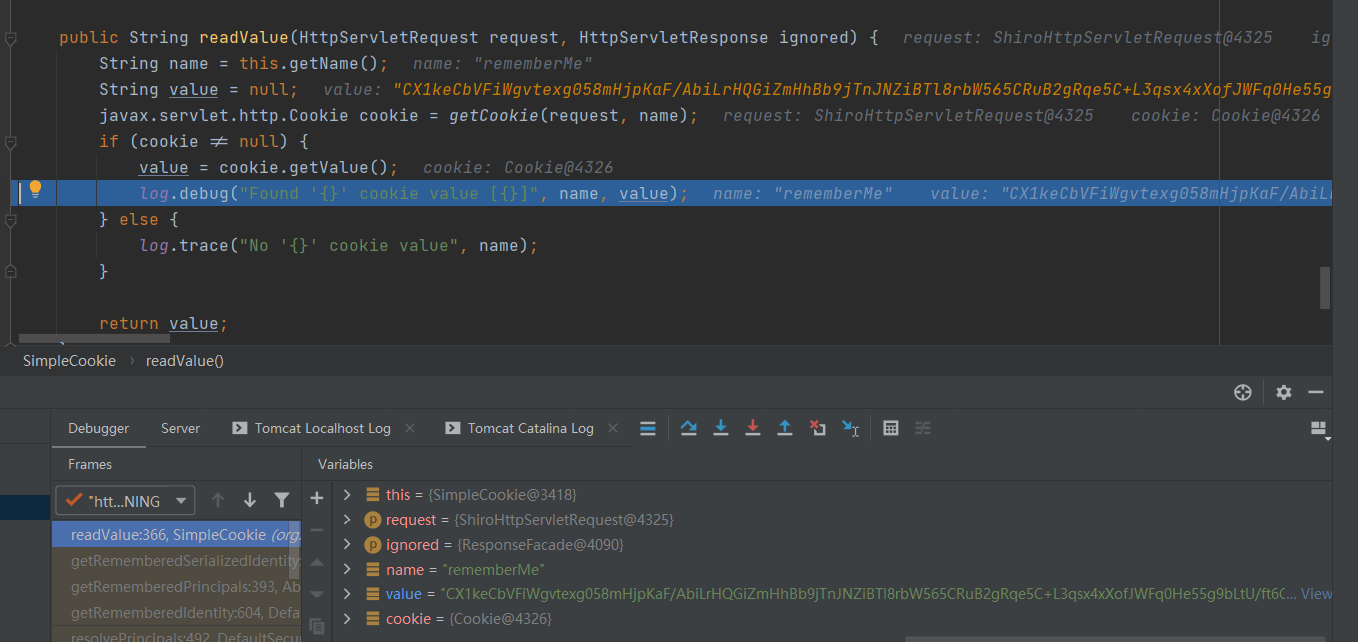 public String readValue(HttpServletRequest request, HttpServletResponse ignored) { request: ShiroHttpServletRequest@4325 ig
String name = this.getName(); name: "rememberMe"
String value = null; value: "CX1keCbVFiWgvtexg058mHjpKaF/AbiLrHQGiZmHhBb9jTnJNZiBTl8rbW565CRuB2gRqe5C+L3qsx4xXofJWFq0He55g
javax.servlet.http.Cookie cookie = getCookie(request, name); request: ShiroHttpServletRequest@4325 cookie: Cookie@4326
if (cookie ≠ null) {
value = cookie.getValue(); cookie: Cookie@4326
log.debug("Found '{}' cookie value [{}]", name, value); name: "rememberMe" value: "CX1keCbVFiWgvtexg058mHjpKaF/AbiL
} else {
log.trace("No '{}' cookie value", name);
}
return value;
SimpleCookie › readValue()
Debugger Server Tomcat Localhost Log Tomcat Catalina Log
Frames Variables
"htt...NING
this = {SimpleCookie@3418}
request = {ShiroHttpServletRequest@4325}
ignored = {ResponseFacade@4090}
name = "rememberMe"
value = "CX1keCbVFiWgvtexg058mHjpKaF/AbiLrHQGiZmHhBb9jTnJNZiBTl8rbW565CRuB2gRqe5C+L3qsx4xXofJWFq0He55g9bLtU/ft6C... View
cookie = {Cookie@4326}
readValue:366, SimpleCookie (org.
getRememberedSerializedIdentity:
getRememberedPrincipals:393, Ab
getRememberedIdentity:604, Defa
resolvePrincipals:492, DefaultSecu